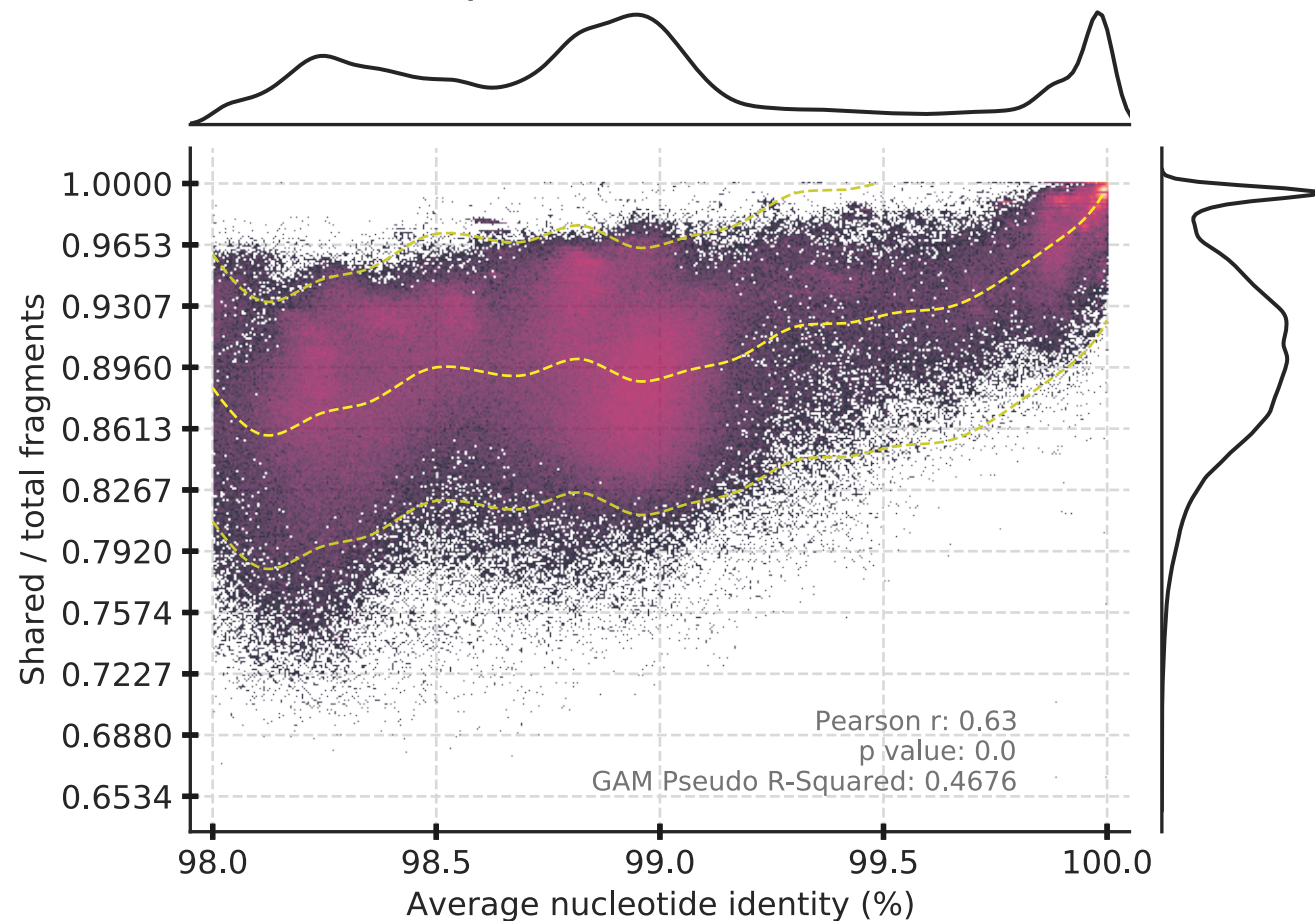 1.0000
0.9653
0.9307
0.8960
0.8613
0.8267
0.7920
0.7574
0.7227
0.6880
0.6534
Shared / total fragments
Pearson r: 0.63
p value: 0.0
GAM Pseudo R-Squared: 0.4676
98.0 98.5 99.0 99.5 100.0
Average nucleotide identity (%)